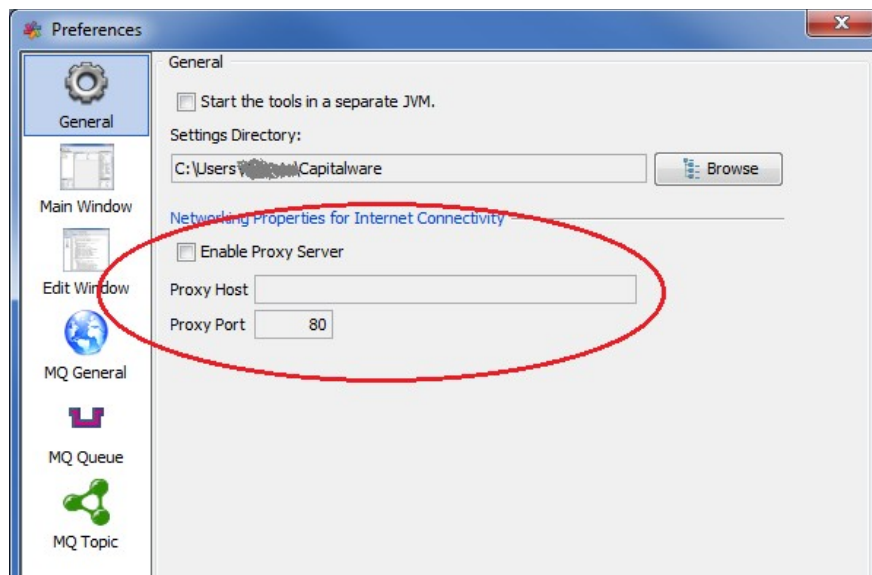 Preferences
General
General
Start the tools in a separate JVM.
Settings Directory:
C:\Users\ \Capitalware
Browse
Main Window
Networking Properties for Internet Connectivity
Enable Proxy Server
Edit Window
Proxy Host
Proxy Port 80
MQ General
MQ Queue
MQ Topic